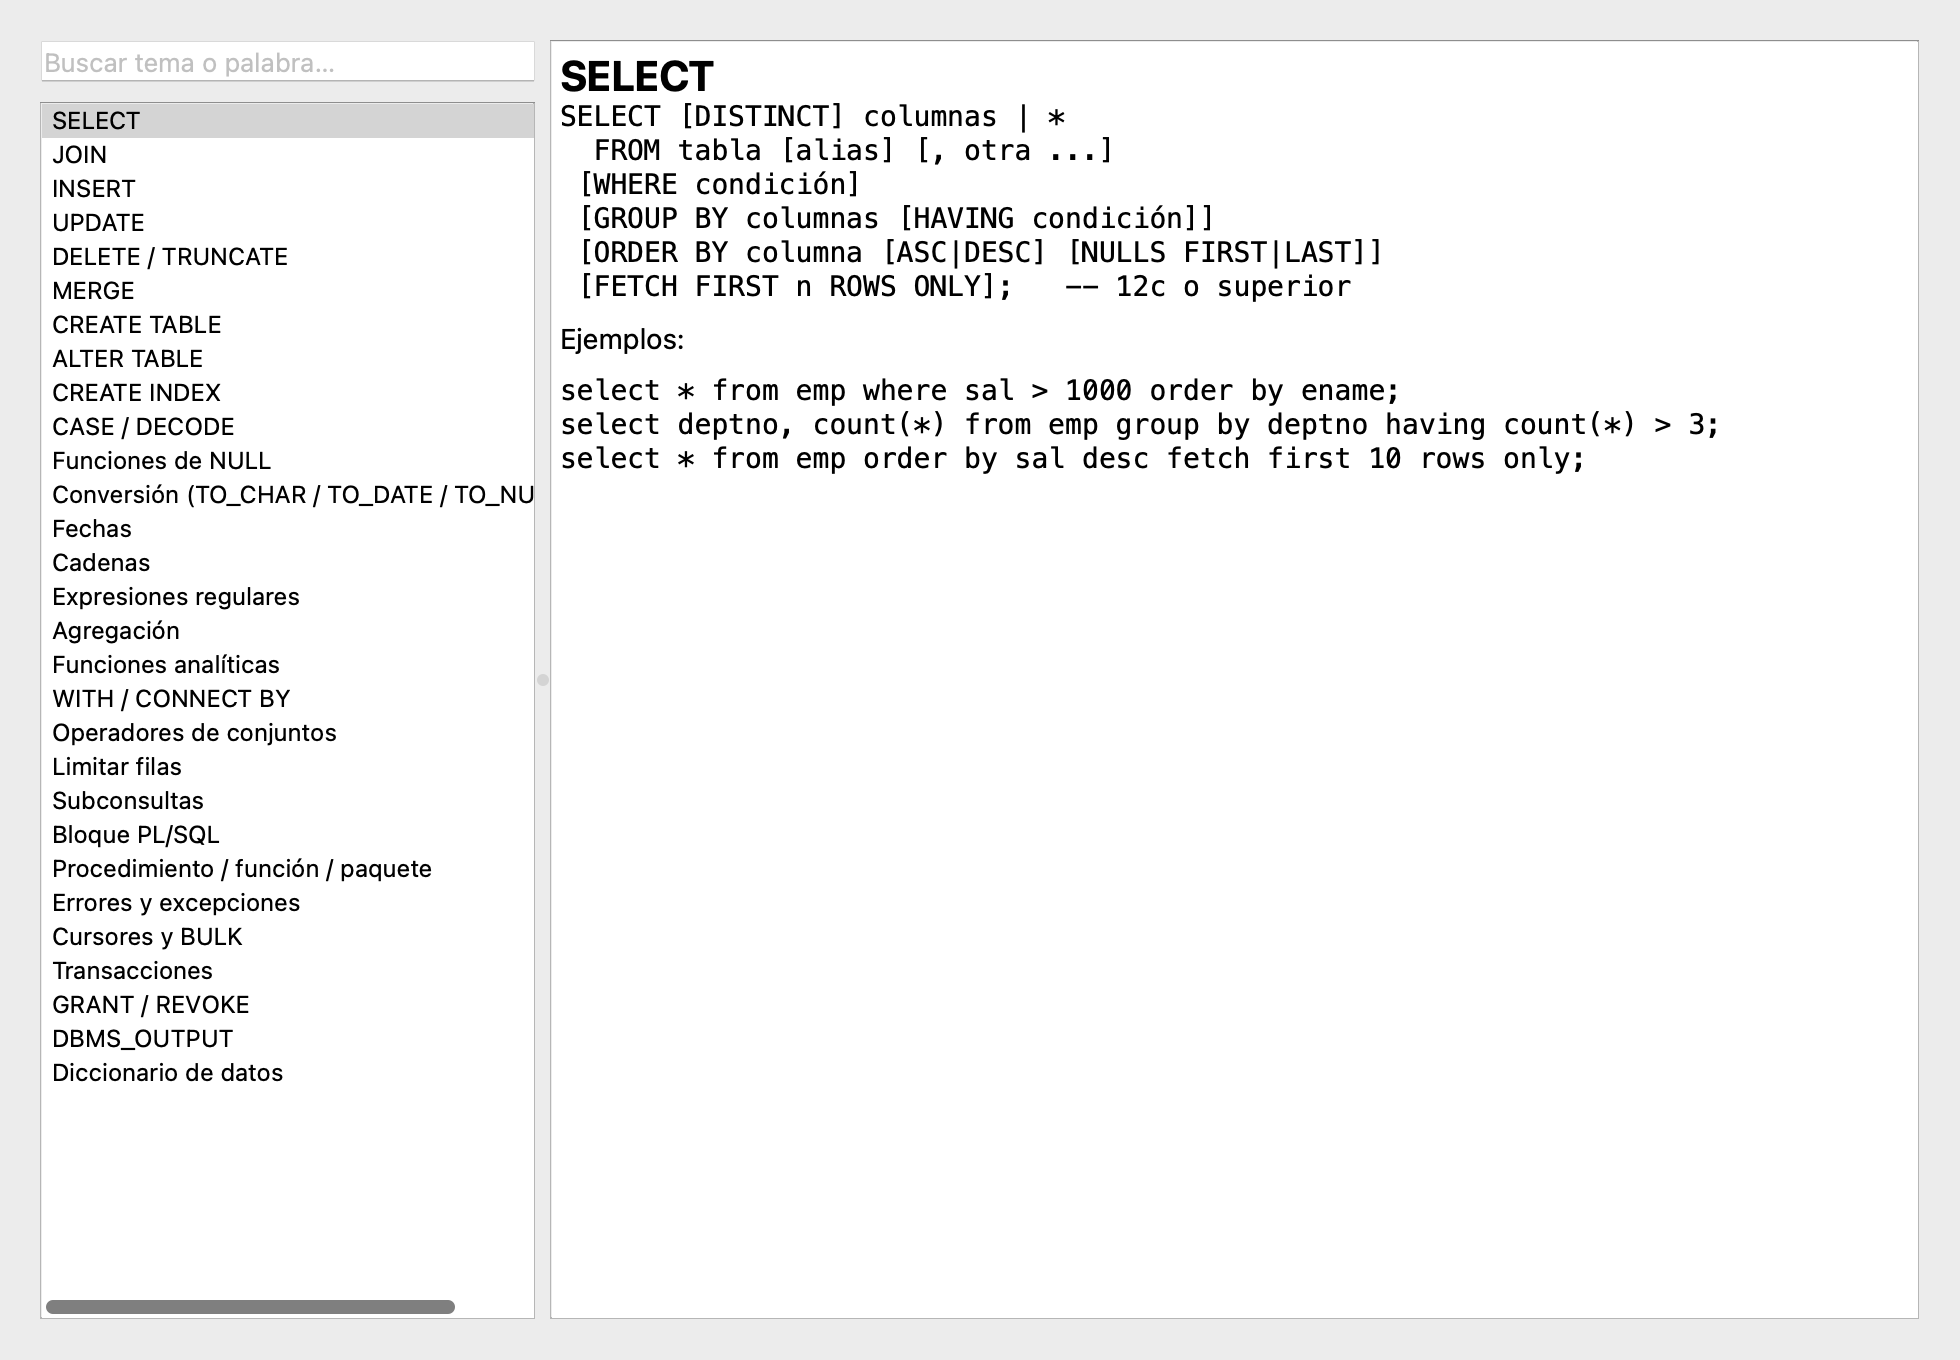 Buscar tema o palabra...
SELECT
JOIN
INSERT
UPDATE
DELETE / TRUNCATE
MERGE
CREATE TABLE
ALTER TABLE
CREATE INDEX
CASE / DECODE
Funciones de NULL
Conversión (TO_CHAR / TO_DATE / TO_NU
Fechas
Cadenas
Expresiones regulares
Agregación
Funciones analíticas
WITH / CONNECT BY
Operadores de conjuntos
Limitar filas
Subconsultas
Bloque PL/SQL
Procedimiento / función / paquete
Errores y excepciones
Cursores y BULK
Transacciones
GRANT / REVOKE
DBMS_OUTPUT
Diccionario de datos
SELECT
SELECT [DISTINCT] columnas | *
  FROM tabla [alias] [, otra ...]
 [WHERE condición]
 [GROUP BY columnas [HAVING condición]]
 [ORDER BY columna [ASC|DESC] [NULLS FIRST|LAST]]
 [FETCH FIRST n ROWS ONLY];   -- 12c o superior
Ejemplos:
select * from emp where sal > 1000 order by ename;
select deptno, count(*) from emp group by deptno having count(*) > 3;
select * from emp order by sal desc fetch first 10 rows only;